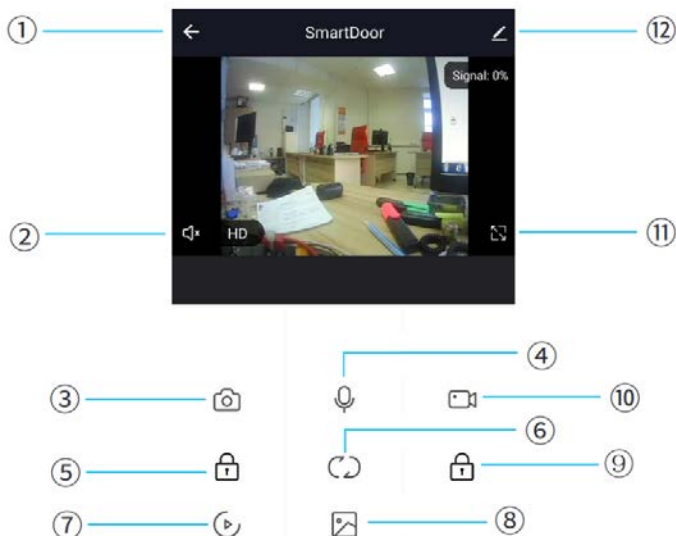 ① SmartDoor ⑫
Signal: 0%
② HD ⑪
④
③ ⑩
⑥
⑤ ⑨
⑦ ⑧